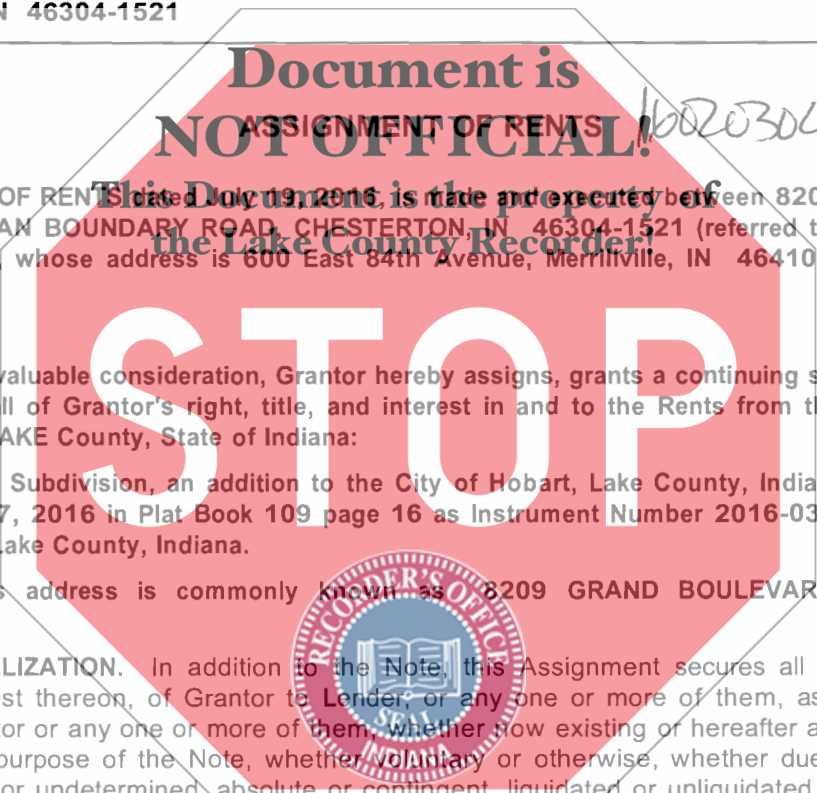 N 46304-1521
Document is
NOT OFFICIAL!
ASSIGNMENT OF RENTS
This Document is the property of
the Lake County Recorder!
OF RENTS dated July 19, 2016, is made and executed between 820
AN BOUNDARY ROAD, CHESTERTON, IN 46304-1521 (referred t
, whose address is 600 East 84th Avenue, Merrillville, IN 46410
STOP
valuable consideration, Grantor hereby assigns, grants a continuing s
ll of Grantor's right, title, and interest in and to the Rents from th
AKE County, State of Indiana:
Subdivision, an addition to the City of Hobart, Lake County, India
7, 2016 in Plat Book 109 page 16 as Instrument Number 2016-03
Lake County, Indiana.
s address is commonly known as 8209 GRAND BOULEVAR
LIZATION. In addition to the Note, this Assignment secures all
st thereon, of Grantor to Lender, or any one or more of them, as
tor or any one or more of them, whether now existing or hereafter a
purpose of the Note, whether voluntary or otherwise, whether due
or undetermined, absolute or contingent, liquidated or unliquidated
RECORDER'S OFFICE
SEAL
INDIANA